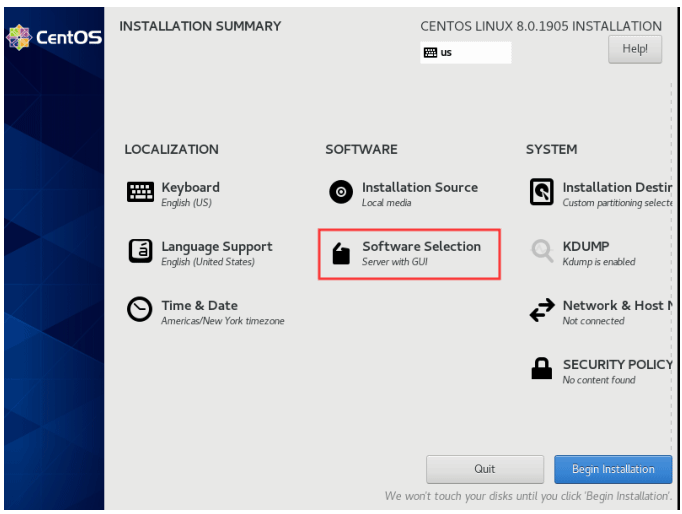 CentOS
INSTALLATION SUMMARY
CENTOS LINUX 8.0.1905 INSTALLATION
us
Help!
LOCALIZATION
Keyboard
English (US)
Language Support
English (United States)
Time & Date
Americas/New York timezone
SOFTWARE
Installation Source
Local media
Software Selection
Server with GUI
SYSTEM
Installation Destin
Custom partitioning selecte
KDUMP
Kdump is enabled
Network & Host N
Not connected
SECURITY POLICY
No content found
Quit
Begin Installation
We won't touch your disks until you click 'Begin Installation'.